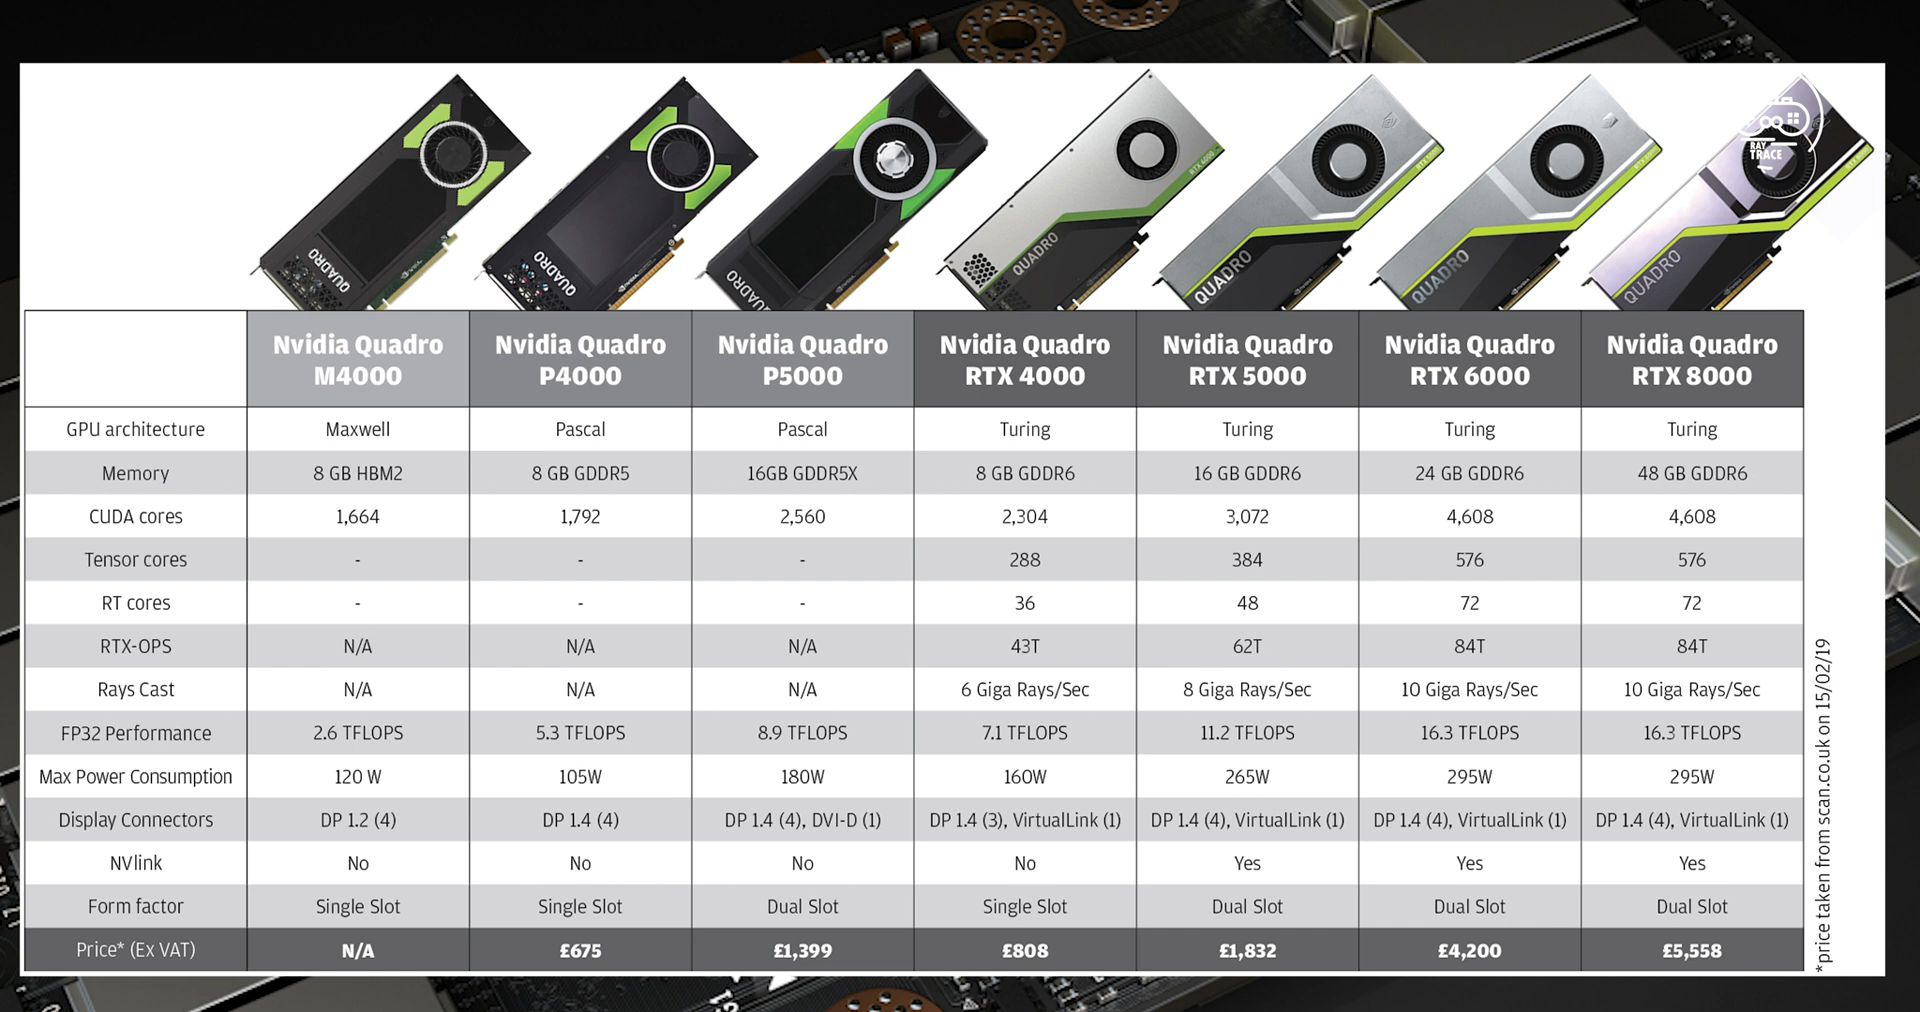 RAY
TRACE
QUADRO
QUADRO
QUADRO
QUADRO
QUADRO
QUADRO
QUADRO
Nvidia Quadro M4000 Nvidia Quadro P4000 Nvidia Quadro P5000 Nvidia Quadro RTX 4000 Nvidia Quadro RTX 5000 Nvidia Quadro RTX 6000 Nvidia Quadro RTX 8000
GPU architecture Maxwell Pascal Pascal Turing Turing Turing Turing
Memory 8 GB HBM2 8 GB GDDR5 16GB GDDR5X 8 GB GDDR6 16 GB GDDR6 24 GB GDDR6 48 GB GDDR6
CUDA cores 1,664 1,792 2,560 2,304 3,072 4,608 4,608
Tensor cores - - - 288 384 576 576
RT cores - - - 36 48 72 72
RTX-OPS N/A N/A N/A 43T 62T 84T 84T
Rays Cast N/A N/A N/A 6 Giga Rays/Sec 8 Giga Rays/Sec 10 Giga Rays/Sec 10 Giga Rays/Sec
FP32 Performance 2.6 TFLOPS 5.3 TFLOPS 8.9 TFLOPS 7.1 TFLOPS 11.2 TFLOPS 16.3 TFLOPS 16.3 TFLOPS
Max Power Consumption 120 W 105W 180W 160W 265W 295W 295W
Display Connectors DP 1.2 (4) DP 1.4 (4) DP 1.4 (4), DVI-D (1) DP 1.4 (3), VirtualLink (1) DP 1.4 (4), VirtualLink (1) DP 1.4 (4), VirtualLink (1) DP 1.4 (4), VirtualLink (1)
NVlink No No No No Yes Yes Yes
Form factor Single Slot Single Slot Dual Slot Single Slot Dual Slot Dual Slot Dual Slot
Price* (Ex VAT) N/A £675 £1,399 £808 £1,832 £4,200 £5,558
*price taken from scan.co.uk on 15/02/19